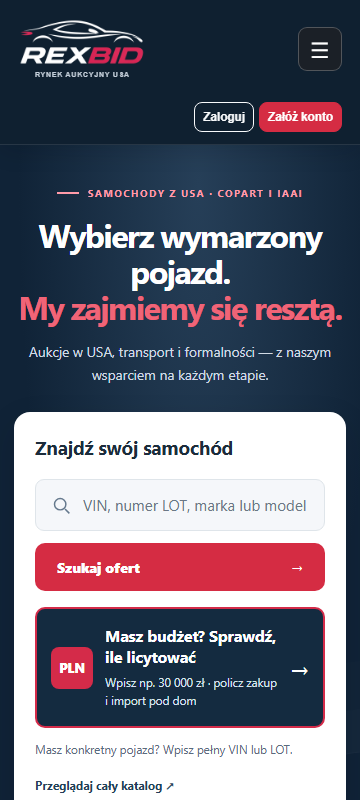 REXBID
RYNEK AUKCYJNY USA
Zaloguj
Załóż konto
SAMOCHODY Z USA · COPART I IAAI
Wybierz wymarzony
pojazd.
My zajmiemy się resztą.
Aukcje w USA, transport i formalności — z naszym
wsparciem na każdym etapie.
Znajdź swój samochód
VIN, numer LOT, marka lub model
Szukaj ofert →
PLN
Masz budżet? Sprawdź,
ile licytować
Wpisz np. 30 000 zł · policz zakup
i import pod dom
→
Masz konkretny pojazd? Wpisz pełny VIN lub LOT.
Przeglądaj cały katalog ↗